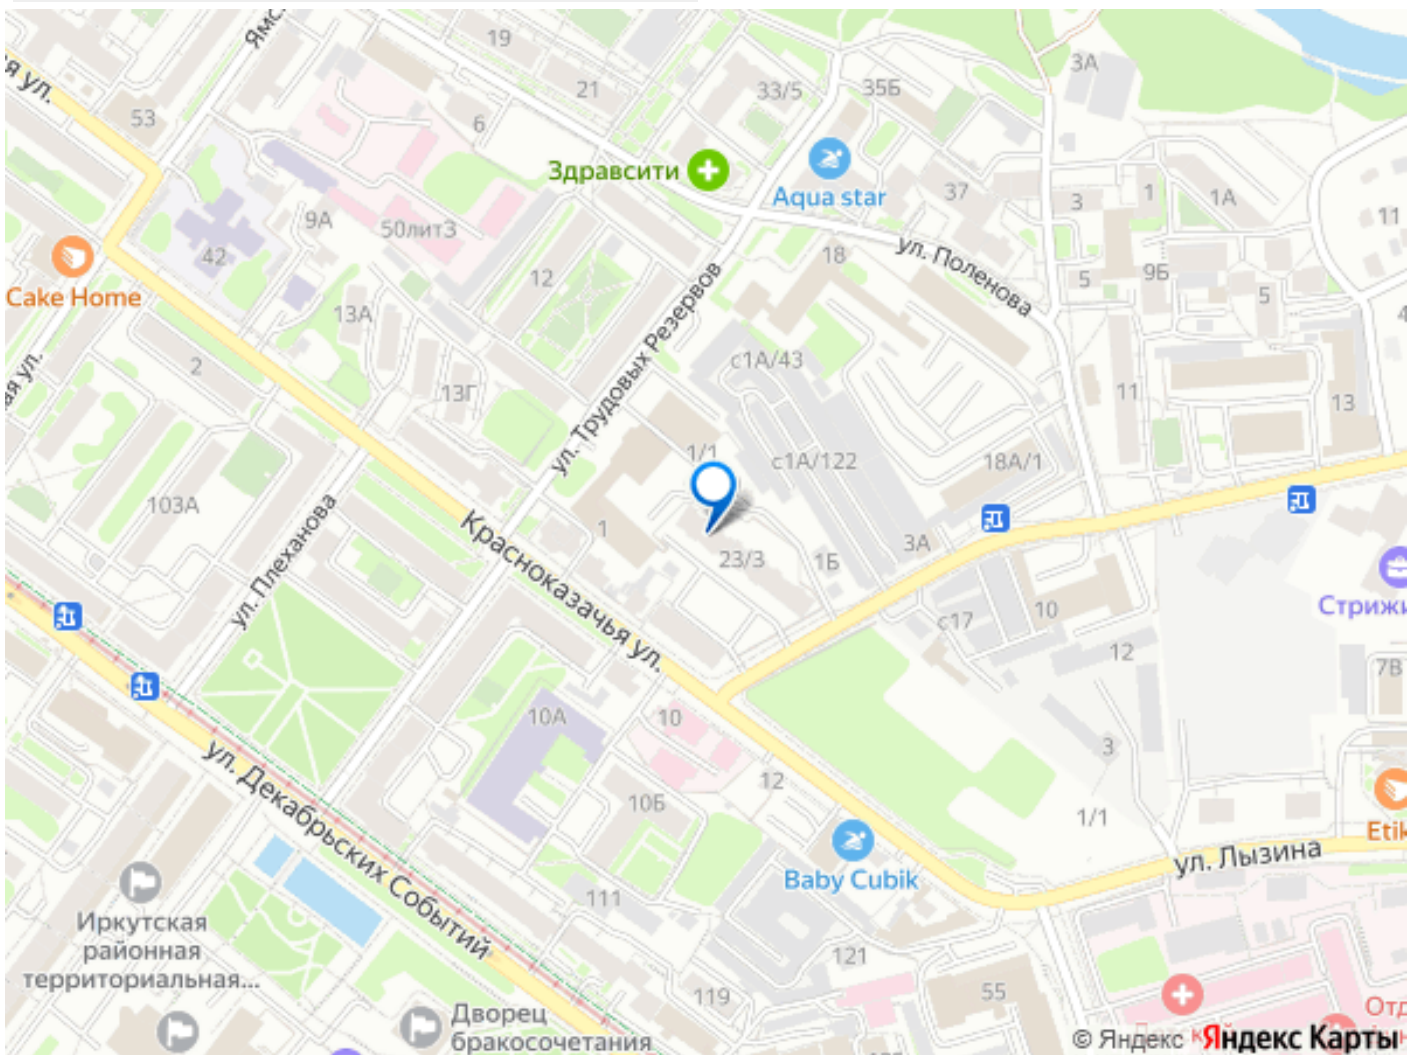 Ямс
19
21
33/5
35Б
3А
я ул.
53
6
Здравсити
Aqua star
37
3
1
1А
11
9А
50лит3
42
12
18
ул. Поленова
5
9Б
5
4
Cake Home
13А
ул. Трудовых Резервов
с1А/43
2
13Г
11
13
ая ул.
1/1
с1А/122
18А/1
103А
ул. Плеханова
Красноказачья ул.
1
23/3
1Б
3А
Стрижи
с17
10
12
7В
10А
10
3
ул. Декабрьских Событий
12
10Б
1/1
Etik
ул. Лызина
Baby Cubik
111
Иркутская
районная
территориальная...
121
119
55
Дворец
бракосочетания
Отд
© Яндекс
Яндекс Карты